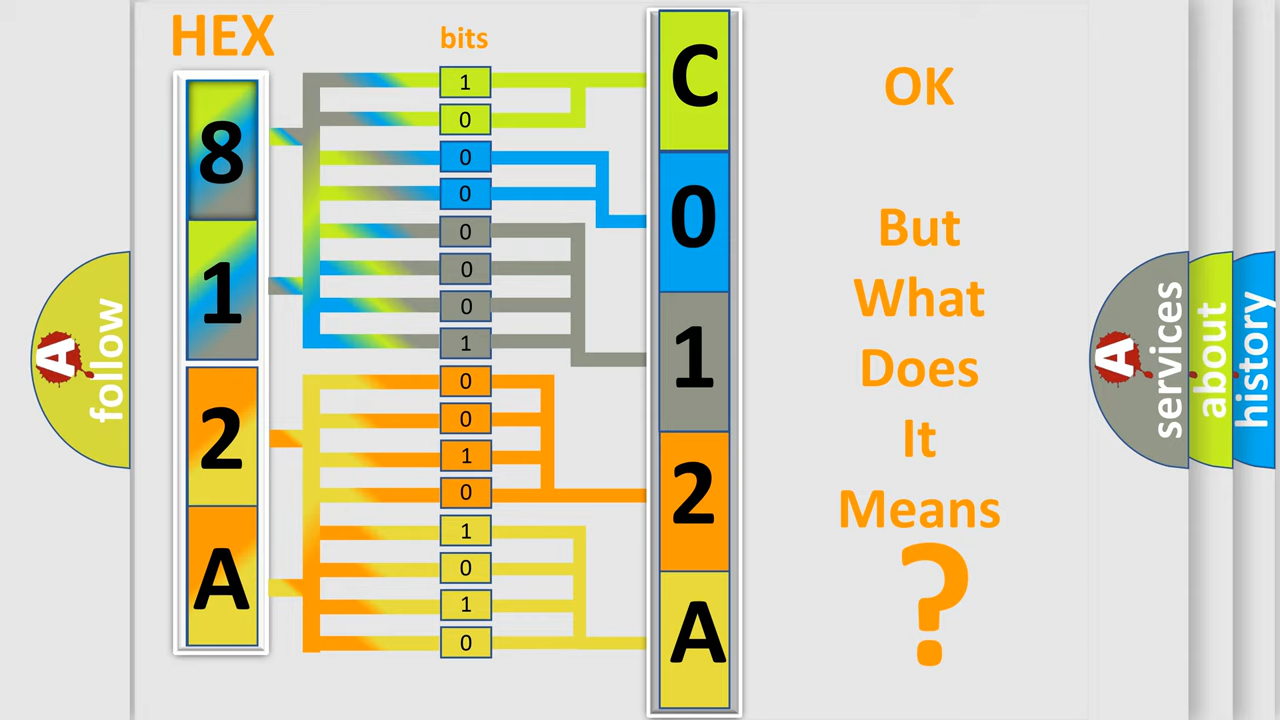 HEX
bits
8
1
2
A
1
0
0
0
0
0
0
1
0
0
1
0
1
0
1
0
C
0
1
2
A
OK
But
What
Does
It
Means
?
A
follow
A
services
about
history